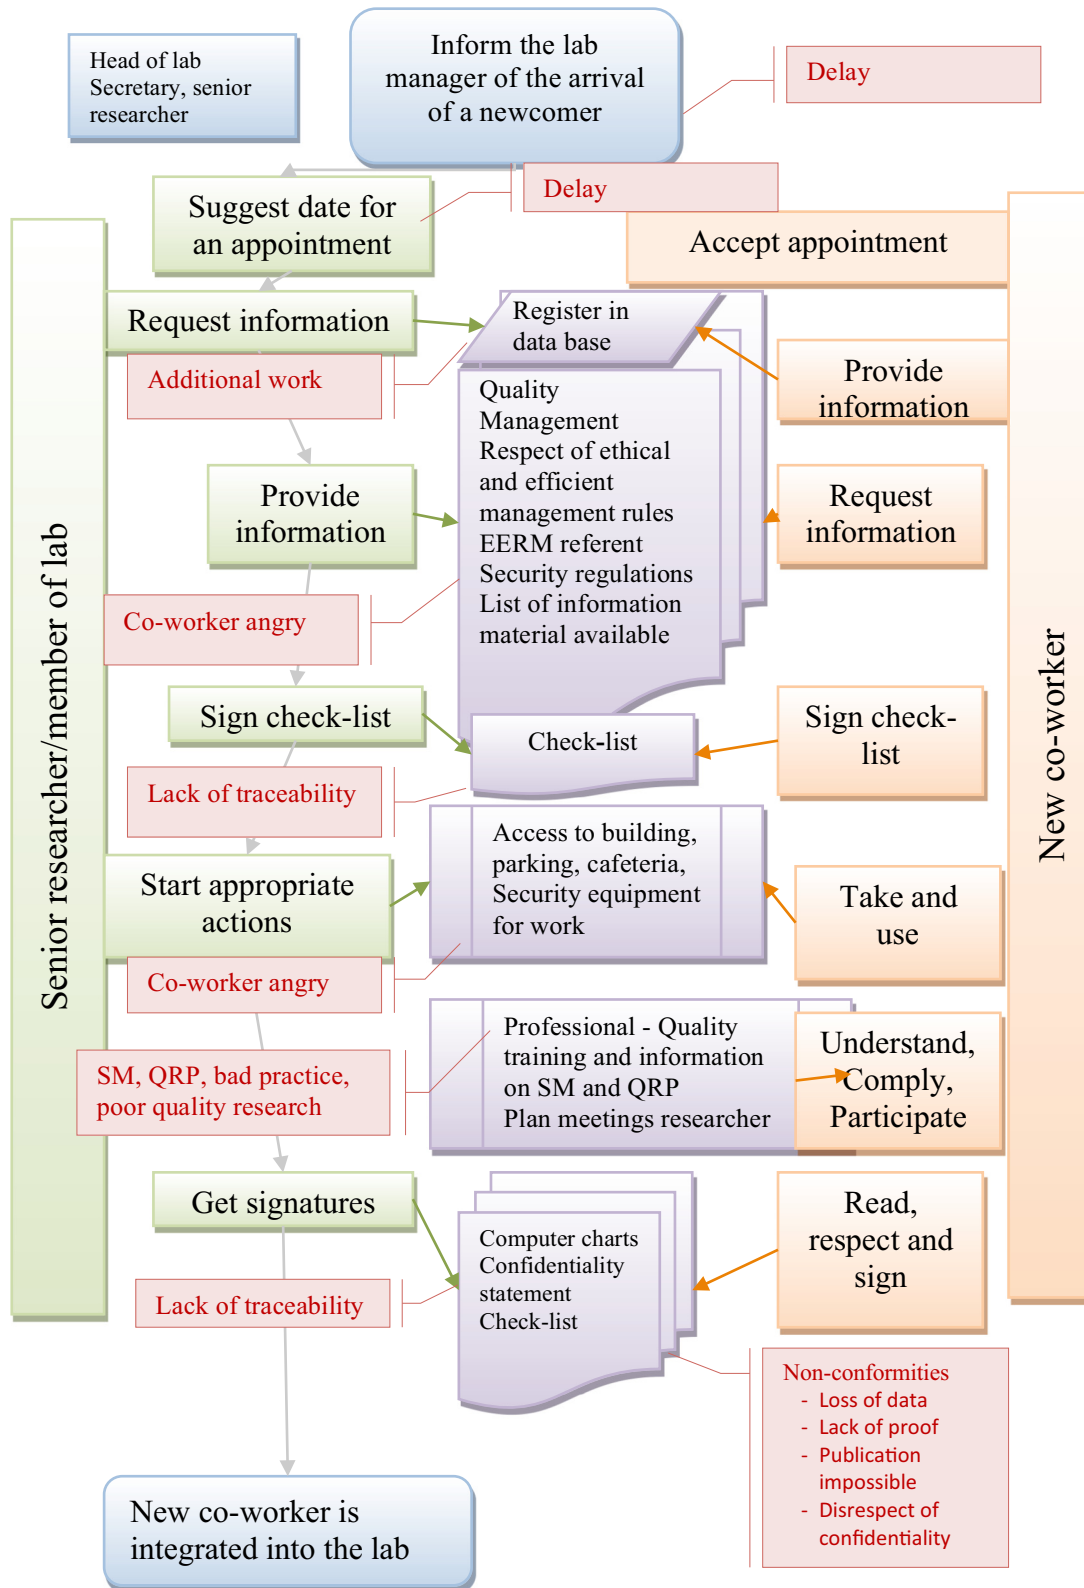 Head of lab
Secretary, senior
researcher
Inform the lab
manager of the arrival
of a newcomer
Delay
Suggest date for
an appointment
Delay
Accept appointment
Senior researcher/member of lab
New co-worker
Request information
Register in
data base
Provide
information
Additional work
Quality
Management
Respect of ethical
and efficient
management rules
EERM referent
Security regulations
List of information
material available
Provide
information
Request
information
Co-worker angry
Sign check-list
Check-list
Sign check-
list
Lack of traceability
Start appropriate
actions
Access to building,
parking, cafeteria,
Security equipment
for work
Take and
use
Co-worker angry
SM, QRP, bad practice,
poor quality research
Professional - Quality
training and information
on SM and QRP
Plan meetings researcher
Understand,
Comply,
Participate
Get signatures
Computer charts
Confidentiality
statement
Check-list
Read,
respect and
sign
Lack of traceability
Non-conformities
- Loss of data
- Lack of proof
- Publication
impossible
- Disrespect of
confidentiality
New co-worker is
integrated into the lab